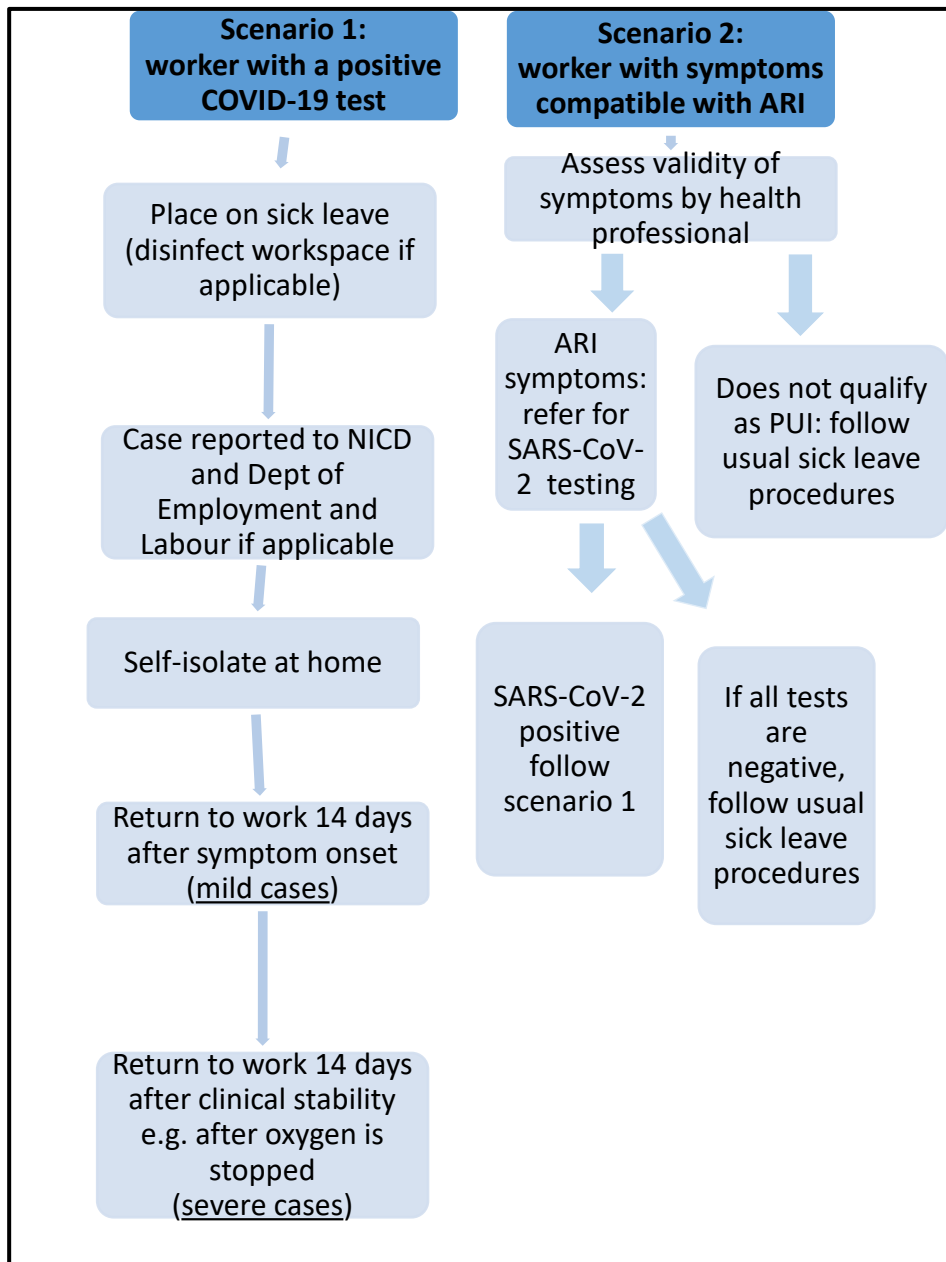 Scenario 1:
worker with a positive
COVID-19 test
Place on sick leave
(disinfect workspace if
applicable)
Case reported to NICD
and Dept of
Employment and
Labour if applicable
Self-isolate at home
Return to work 14 days
after symptom onset
(mild cases)
Return to work 14 days
after clinical stability
e.g. after oxygen is
stopped
(severe cases)
Scenario 2:
worker with symptoms
compatible with ARI
Assess validity of
symptoms by health
professional
ARI
symptoms:
refer for
SARS-CoV-
2 testing
Does not qualify
as PUI: follow
usual sick leave
procedures
SARS-CoV-2
positive
follow
scenario 1
If all tests
are
negative,
follow usual
sick leave
procedures